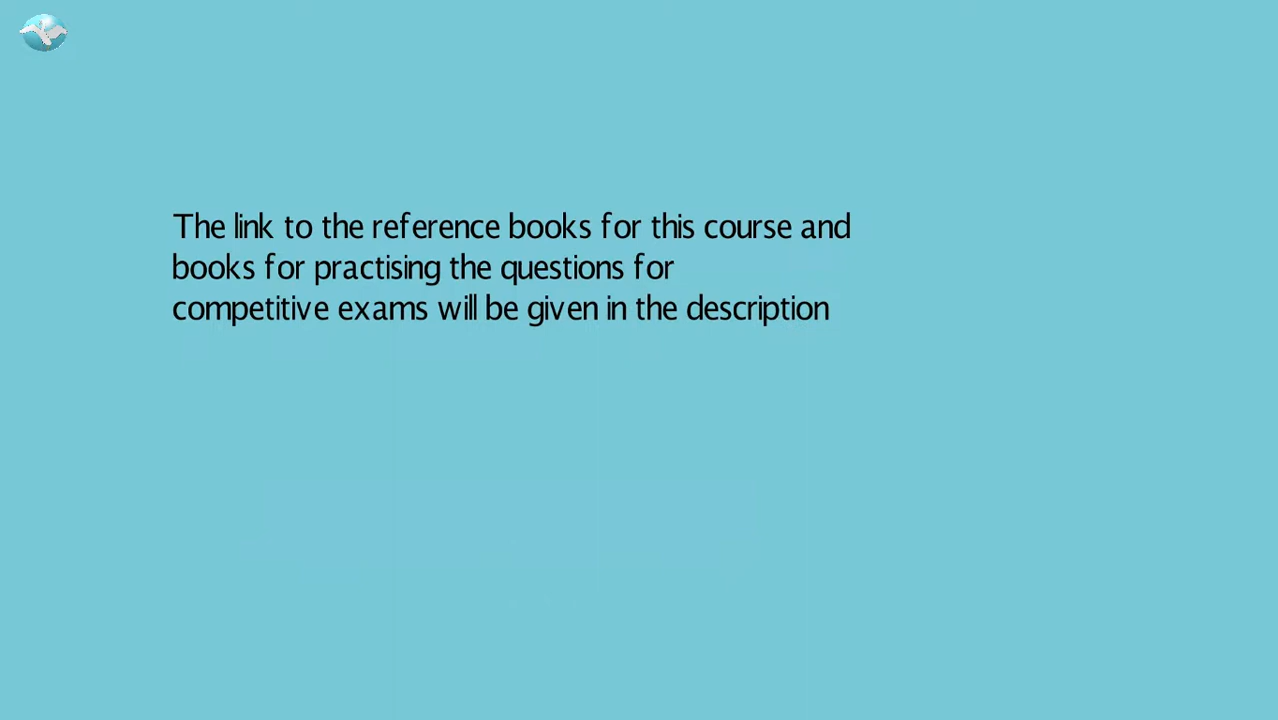 The link to the reference books for this course and
books for practising the questions for
competitive exams will be given in the description